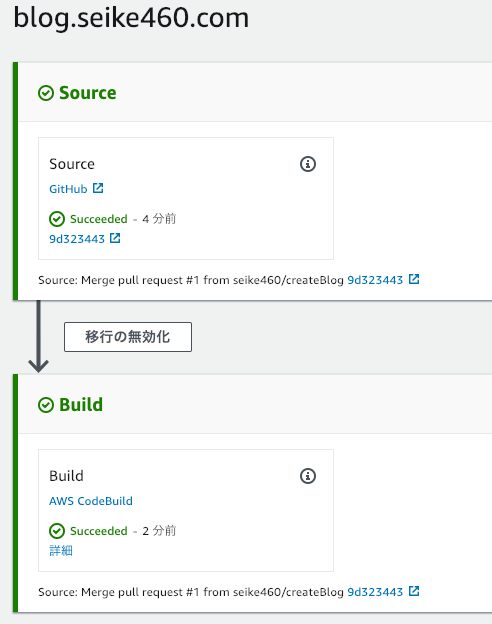 blog.seike460.com
Source
Source
GitHub
Succeeded - 4 分前
9d323443
Source: Merge pull request #1 from seike460/createBlog 9d323443
移行の無効化
Build
Build
AWS CodeBuild
Succeeded - 2 分前
詳細
Source: Merge pull request #1 from seike460/createBlog 9d323443